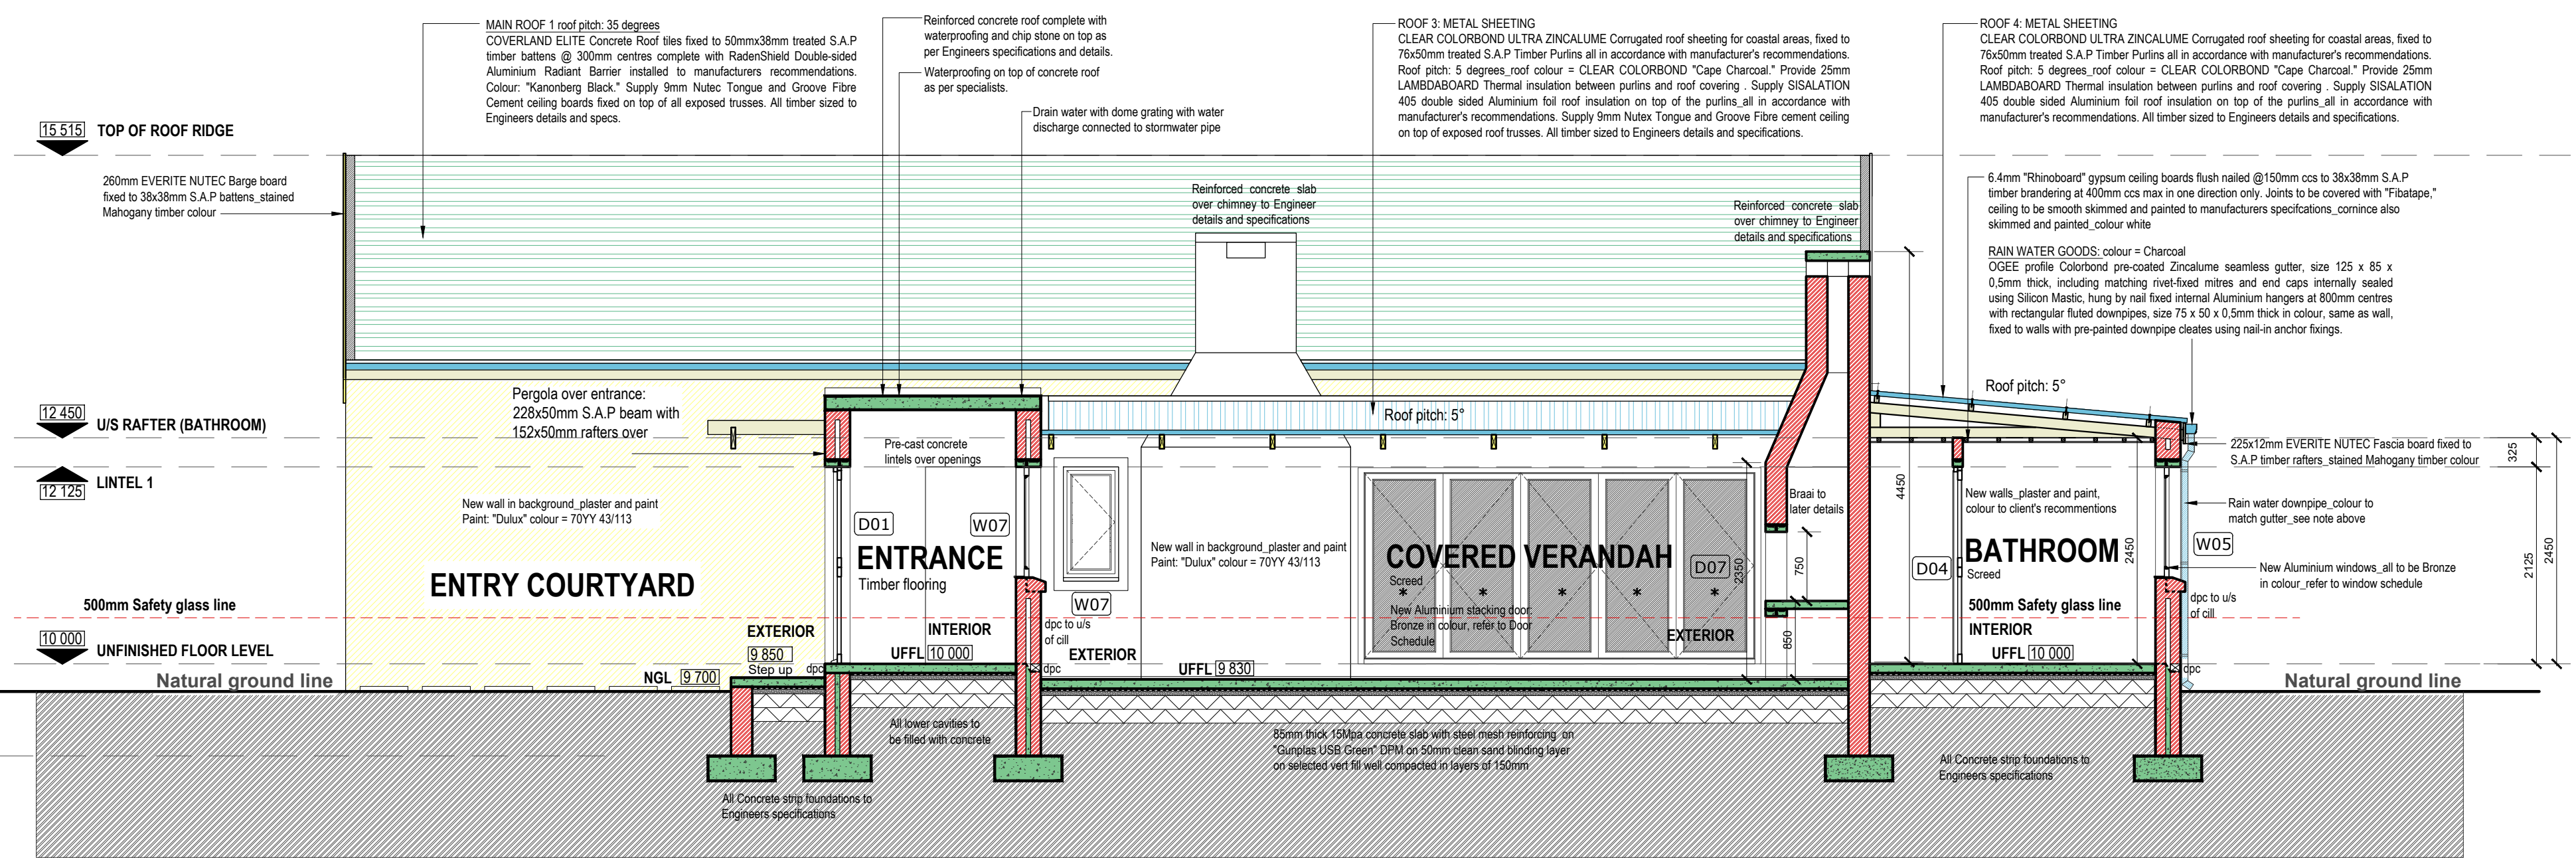 MAIN ROOF 1 roof pitch: 35 degrees
COVERLAND ELITE Concrete Roof tiles fixed to 50mmx38mm treated S.A.P
timber battens @ 300mm centres complete with RadenShield Double-sided
Aluminium Radiant Barrier installed to manufacturers recommendations.
Colour: "Kanonberg Black." Supply 9mm Nutec Tongue and Groove Fibre
Cement ceiling boards fixed on top of all exposed trusses. All timber sized to
Engineers details and specs.
Reinforced concrete roof complete with
waterproofing and chip stone on top as
per Engineers specifications and details.
Waterproofing on top of concrete roof
as per specialists.
Drain water with dome grating with water
discharge connected to stormwater pipe
ROOF 3: METAL SHEETING
CLEAR COLORBOND ULTRA ZINCALUME Corrugated roof sheeting for coastal areas, fixed to
76x50mm treated S.A.P Timber Purlins all in accordance with manufacturer's recommendations.
Roof pitch: 5 degrees_roof colour = CLEAR COLORBOND "Cape Charcoal." Provide 25mm
LAMBDABOARD Thermal insulation between purlins and roof covering . Supply SISALATION
405 double sided Aluminium foil roof insulation on top of the purlins_all in accordance with
manufacturer's recommendations. Supply 9mm Nutex Tongue and Groove Fibre cement ceiling
on top of exposed roof trusses. All timber sized to Engineers details and specifications.
ROOF 4: METAL SHEETING
CLEAR COLORBOND ULTRA ZINCALUME Corrugated roof sheeting for coastal areas, fixed to
76x50mm treated S.A.P Timber Purlins all in accordance with manufacturer's recommendations.
Roof pitch: 5 degrees_roof colour = CLEAR COLORBOND "Cape Charcoal." Provide 25mm
LAMBDABOARD Thermal insulation between purlins and roof covering . Supply SISALATION
405 double sided Aluminium foil roof insulation on top of the purlins_all in accordance with
manufacturer's recommendations. All timber sized to Engineers details and specifications.
15 515 TOP OF ROOF RIDGE
260mm EVERITE NUTEC Barge board
fixed to 38x38mm S.A.P battens_stained
Mahogany timber colour
Reinforced concrete slab
over chimney to Engineer
details and specifications
Reinforced concrete slab
over chimney to Engineer
details and specifications
6.4mm "Rhinoboard" gypsum ceiling boards flush nailed @150mm ccs to 38x38mm S.A.P
timber brandering at 400mm ccs max in one direction only. Joints to be covered with "Fibatape,"
ceiling to be smooth skimmed and painted to manufacturers specifcations_cornince also
skimmed and painted_colour white
RAIN WATER GOODS: colour = Charcoal
OGEE profile Colorbond pre-coated Zincalume seamless gutter, size 125 x 85 x
0,5mm thick, including matching rivet-fixed mitres and end caps internally sealed
using Silicon Mastic, hung by nail fixed internal Aluminium hangers at 800mm centres
with rectangular fluted downpipes, size 75 x 50 x 0,5mm thick in colour, same as wall,
fixed to walls with pre-painted downpipe cleates using nail-in anchor fixings.
Pergola over entrance:
228x50mm S.A.P beam with
152x50mm rafters over
Roof pitch: 5°
Roof pitch: 5°
12 450
U/S RAFTER (BATHROOM)
Pre-cast concrete
lintels over openings
225x12mm EVERITE NUTEC Fascia board fixed to
S.A.P timber rafters_stained Mahogany timber colour
325
LINTEL 1
12 125
4450
New wall in background_plaster and paint
Paint: "Dulux" colour = 70YY 43/113
D01
W07
Braai to
later details
New walls_plaster and paint,
colour to client's recommentions
Rain water downpipe_colour to
match gutter_see note above
W05
ENTRY COURTYARD
ENTRANCE
Timber flooring
New wall in background_plaster and paint
Paint: "Dulux" colour = 70YY 43/113
COVERED VERANDAH
Screed
* * * * *
D07
2350
750
D04
BATHROOM
Screed
2450
New Aluminium windows_all to be Bronze
in colour_refer to window schedule
2125
2450
W07
New Aluminium stacking door:
Bronze in colour, refer to Door
Schedule
500mm Safety glass line
500mm Safety glass line
dpc to u/s
of cill
dpc to u/s
of cill
EXTERIOR
INTERIOR
EXTERIOR
EXTERIOR
INTERIOR
850
10 000
UNFINISHED FLOOR LEVEL
9 850
Step up
dpc
UFFL 10 000
dpc
UFFL 9 830
UFFL 10 000
dpc
Natural ground line
NGL 9 700
Natural ground line
All lower cavities to
be filled with concrete
85mm thick 15Mpa concrete slab with steel mesh reinforcing on
"Gunplas USB Green" DPM on 50mm clean sand blinding layer
on selected vert fill well compacted in layers of 150mm
All Concrete strip foundations to
Engineers specifications
All Concrete strip foundations to
Engineers specifications